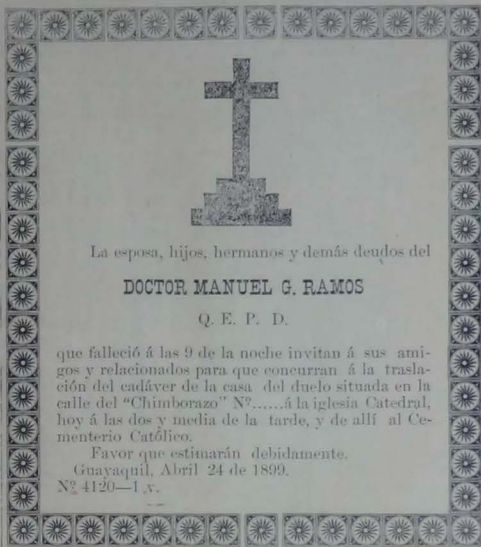 La esposa, hijos, hermanos y demás deudos del
DOCTOR MANUEL G. RAMOS
Q. E. P. D.
que falleció á las 9 de la noche invitan á sus ami-
gos y relacionados para que concurran á la trasla-
ción del cadáver de la casa del duelo situada en la
calle del "Chimborazo" Nº......á la iglesia Catedral,
hoy á las dos y media de la tarde, y de allí al Ce-
menterio Católico.
Favor que estimarán debidamente.
Guayaquil, Abril 24 de 1899.
Nº 4120—1 v.